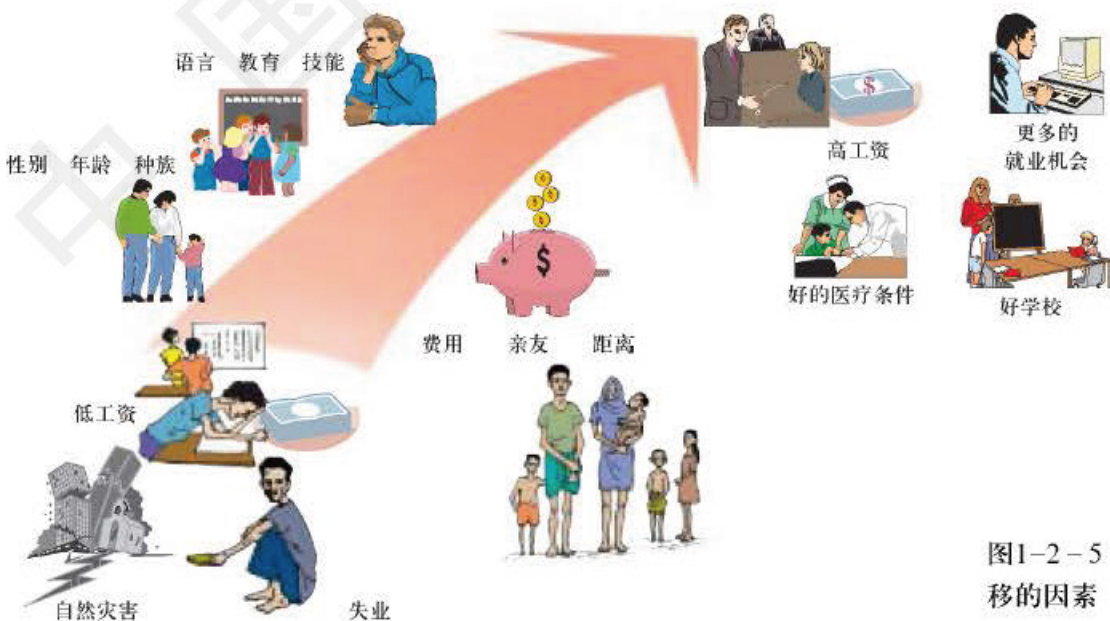 语言 教育 技能
性别 年龄 种族
高工资
更多的
就业机会
好的医疗条件
好学校
费用 亲友 距离
低工资
自然灾害
失业
图1-2-5
移的因素